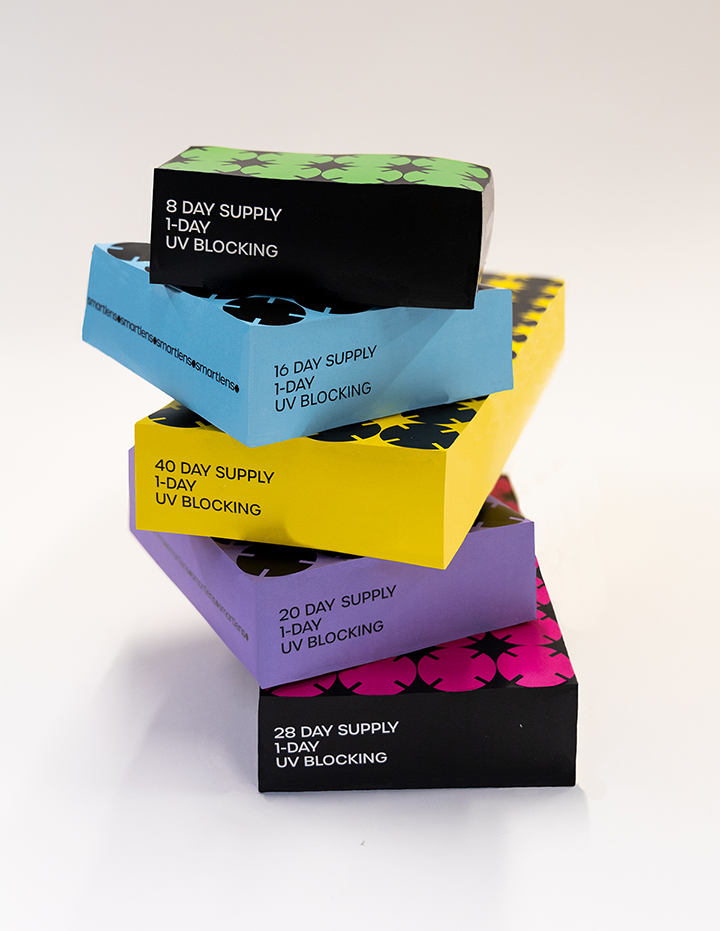 8 DAY SUPPLY
1-DAY
UV BLOCKING
smartlens smartlens smartlens smartlens
16 DAY SUPPLY
1-DAY
UV BLOCKING
40 DAY SUPPLY
1-DAY
UV BLOCKING
smartlens smartlens
20 DAY SUPPLY
1-DAY
UV BLOCKING
28 DAY SUPPLY
1-DAY
UV BLOCKING